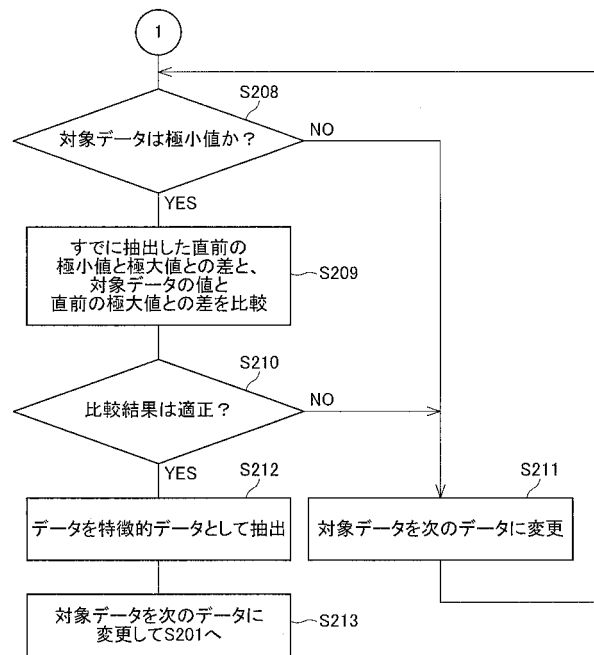 1
S208
対象データは極小値か？
NO
YES
すでに抽出した直前の
極小値と極大値との差と、
対象データの値と
直前の極大値との差を比較
S209
S210
比較結果は適正？
NO
YES
S212
データを特徴的データとして抽出
S211
対象データを次のデータに変更
対象データを次のデータに
変更してS201へ
S213